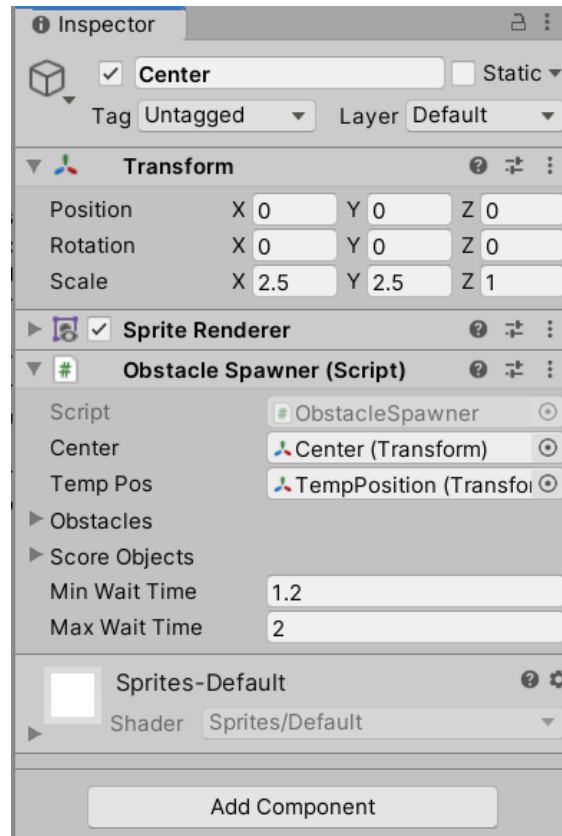 Inspector
Center Static
Tag Untagged Layer Default
Transform
Position X 0 Y 0 Z 0
Rotation X 0 Y 0 Z 0
Scale X 2.5 Y 2.5 Z 1
Sprite Renderer
# Obstacle Spawner (Script)
Script # ObstacleSpawner
Center Center (Transform)
Temp Pos TempPosition (Transfor
Obstacles
Score Objects
Min Wait Time 1.2
Max Wait Time 2
Sprites-Default
Shader Sprites/Default
Add Component